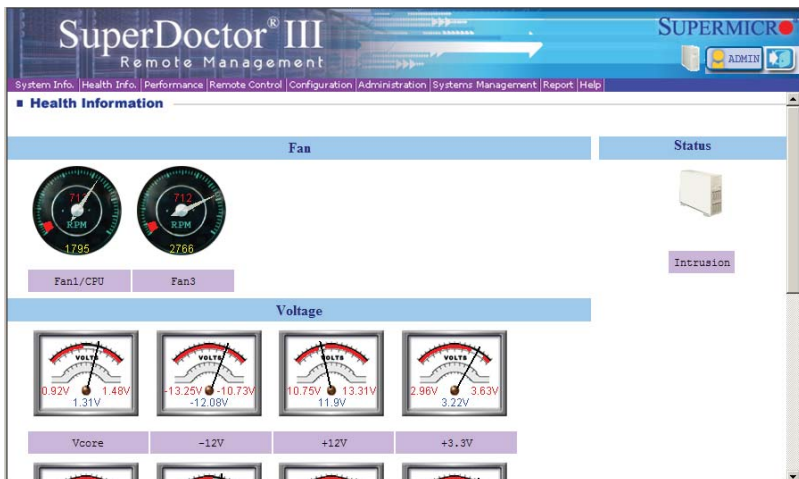 SuperDoctor® III
Remote Management
SUPERMICR
ADMIN
System Info. Health Info. Performance Remote Control Configuration Administration Systems Management Report Help
Health Information
Fan
Status
712
RPM
1795
712
RPM
2766
Fan1/CPU
Fan3
Intrusion
Voltage
VOLTS
0.92V 1.48V
1.31V
VOLTS
-13.25V -10.73V
-12.08V
VOLTS
10.75V 13.31V
11.9V
VOLTS
2.96V 3.63V
3.22V
Vcore
-12V
+12V
+3.3V